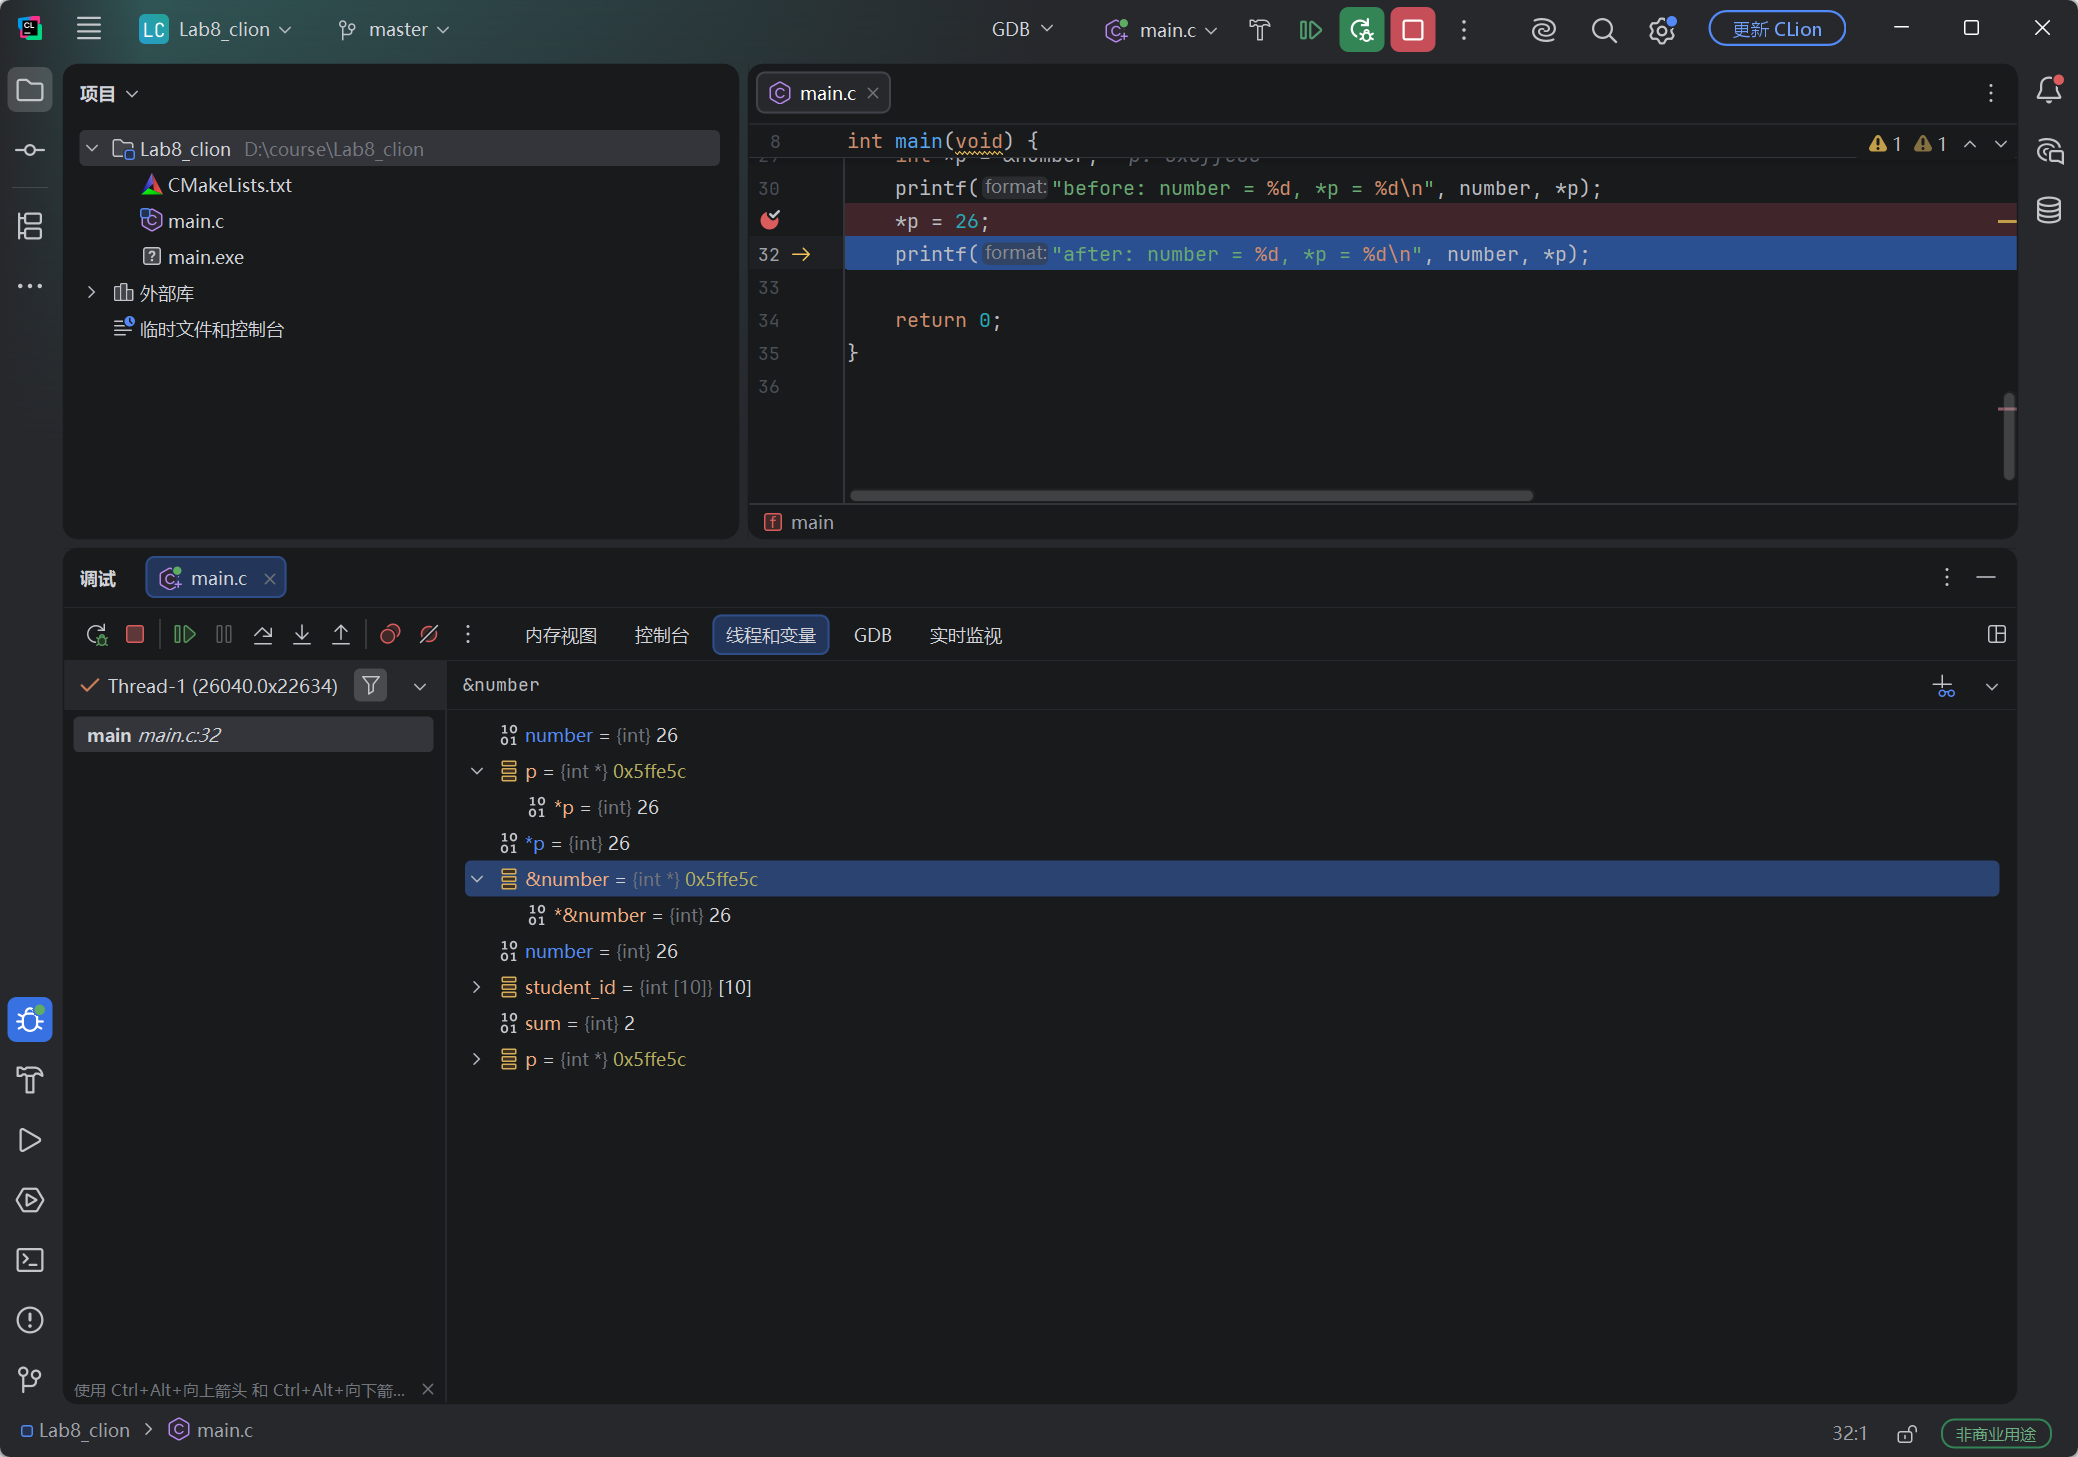 LC Lab8_clion master GDB main.c 更新 CLion
项目
Lab8_clion D:\course\Lab8_clion
CMakeLists.txt
main.c
main.exe
外部库
临时文件和控制台
main.c
8 int main(void) {
1 1
30 printf(format:"before: number = %d, *p = %d\n", number, *p);
*p = 26;
32 printf(format:"after: number = %d, *p = %d\n", number, *p);
33
34 return 0;
35 }
36
main
调试 main.c
内存视图 控制台 线程和变量 GDB 实时监视
Thread-1 (26040.0x22634)
main main.c:32
&number
number = {int} 26
p = {int *} 0x5ffe5c
*p = {int} 26
*p = {int} 26
&number = {int *} 0x5ffe5c
*&number = {int} 26
number = {int} 26
student_id = {int [10]} [10]
sum = {int} 2
p = {int *} 0x5ffe5c
使用 Ctrl+Alt+向上箭头 和 Ctrl+Alt+向下箭...
Lab8_clion main.c
32:1 非商业用途